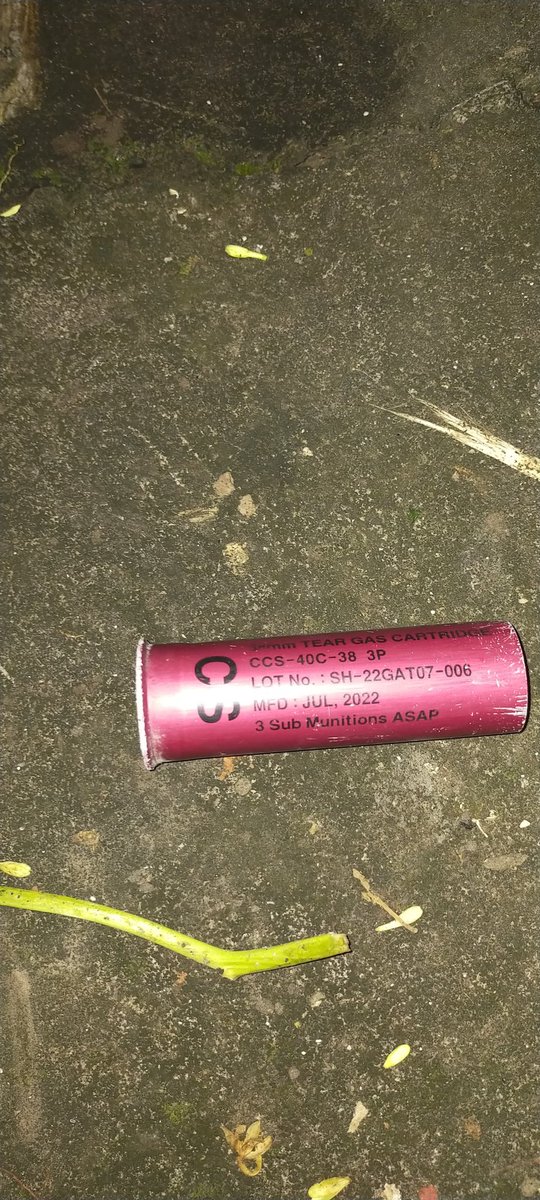 CS
TEAR GAS CARTRIDGE
CCS-40C-38 3P
LOT No. : SH-22GAT07-006
MFD : JUL, 2022
3 Sub Munitions ASAP